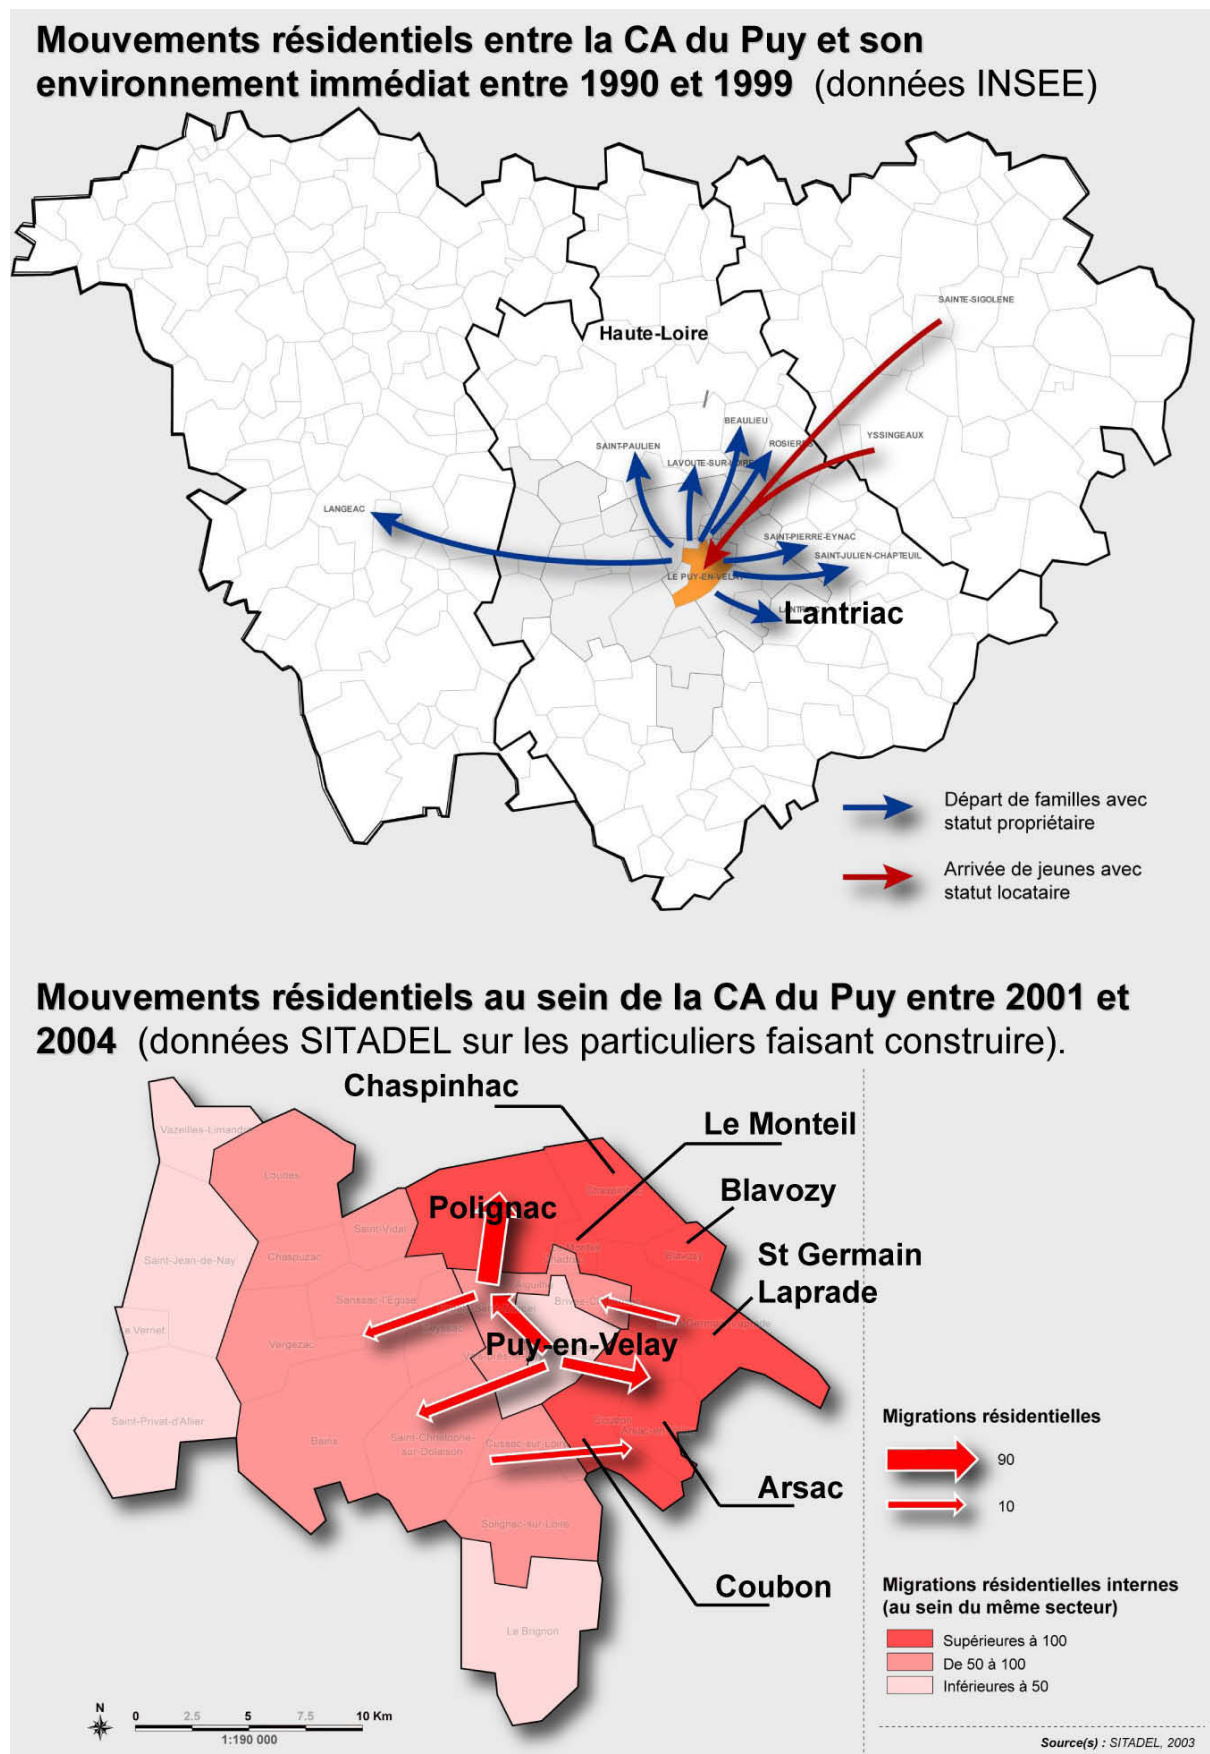 Mouvements résidentiels entre la CA du Puy et son
environnement immédiat entre 1990 et 1999 (données INSEE)
SAINTE-SIGOLENE
Haute-Loire
BEAULIEU
YSSINGEAUX
SAINT-PAULIEN
ROSIERES
LAVOUTE-SUR-LOIRE
LANGEAC
SAINT-PIERRE-EYNAC
SAINT-JULIEN-CHAPTEUIL
LE PUY-EN-VELAY
LANTRIAC
Lantriac
Départ de familles avec
statut propriétaire
Arrivée de jeunes avec
statut locataire
Mouvements résidentiels au sein de la CA du Puy entre 2001 et
2004 (données SITADEL sur les particuliers faisant construire).
Chaspinhac
Le Monteil
Vazeilles-Limandre
Loudes
Blavozy
Polignac
Saint-Vidal
St Germain
Laprade
Chaspuzac
Saint-Jean-de-Nay
Blavozy
Sanssac-l'Eglise
Aiguilhe
Le Vernet
Ceyssac
Vergezac
Puy-en-Velay
Migrations résidentielles
90
10
Saint-Privat-d'Allier
Bains
Saint-Christophe-
sur-Dolaison
Cussac-sur-Loire
Coubon
Arsac
Solignac-sur-Loire
Coubon
Migrations résidentielles internes
(au sein du même secteur)
Supérieures à 100
De 50 à 100
Inférieures à 50
Le Brignon
N
0 2.5 5 7.5 10 Km
1:190 000
Source(s) : SITADEL, 2003